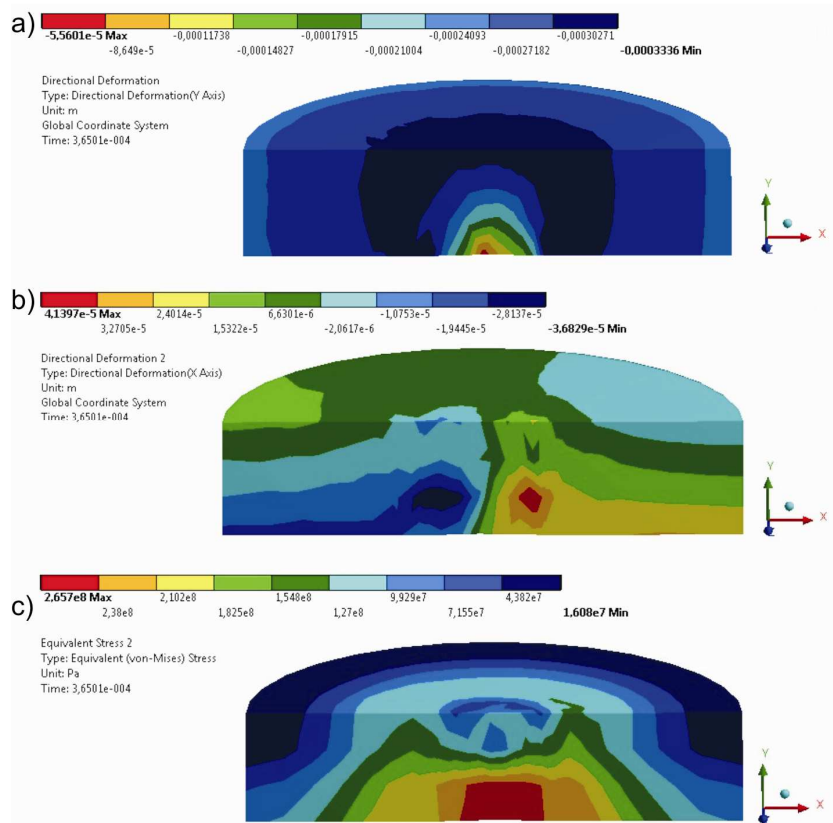 a)
-5,5601e-5 Max -0,00011738 -0,00017915 -0,00024093 -0,00030271
-8,649e-5 -0,00014827 -0,00021004 -0,00027182 -0,0003336 Min
Directional Deformation
Type: Directional Deformation(Y Axis)
Unit: m
Global Coordinate System
Time: 3,6501e-004
Y
X
Z
b)
4,1397e-5 Max 2,4014e-5 6,6301e-6 -1,0753e-5 -2,8137e-5
3,2705e-5 1,5322e-5 -2,0617e-6 -1,9445e-5 -3,6829e-5 Min
Directional Deformation 2
Type: Directional Deformation(X Axis)
Unit: m
Global Coordinate System
Time: 3,6501e-004
Y
X
Z
c)
2,657e8 Max 2,102e8 1,548e8 9,929e7 4,382e7
2,38e8 1,825e8 1,27e8 7,155e7 1,608e7 Min
Equivalent Stress 2
Type: Equivalent (von-Mises) Stress
Unit: Pa
Time: 3,6501e-004
Y
X
Z